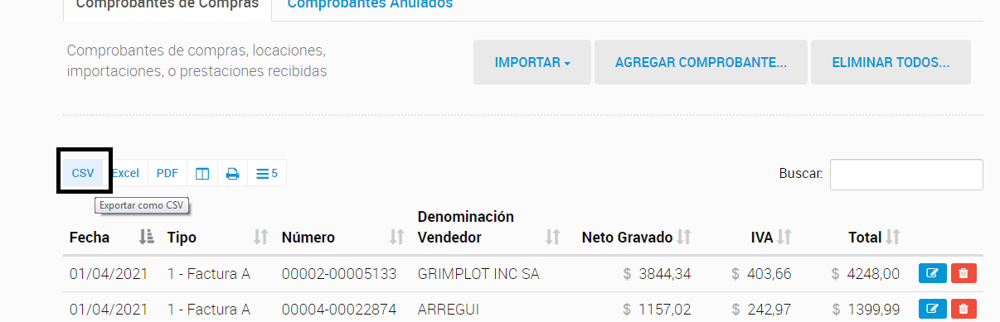 Comprobantes de Compras Comprobantes Anulados
Comprobantes de compras, locaciones,
importaciones, o prestaciones recibidas
IMPORTAR AGREGAR COMPROBANTE... ELIMINAR TODOS...
CSV Excel PDF 5 Buscar:
Exportar como CSV
Denominación
Fecha Tipo Número Vendedor Neto Gravado IVA Total
01/04/2021 1 - Factura A 00002-00005133 GRIMPLOT INC SA $ 3844,34 $ 403,66 $ 4248,00
01/04/2021 1 - Factura A 00004-00022874 ARREGUI $ 1157,02 $ 242,97 $ 1399,99